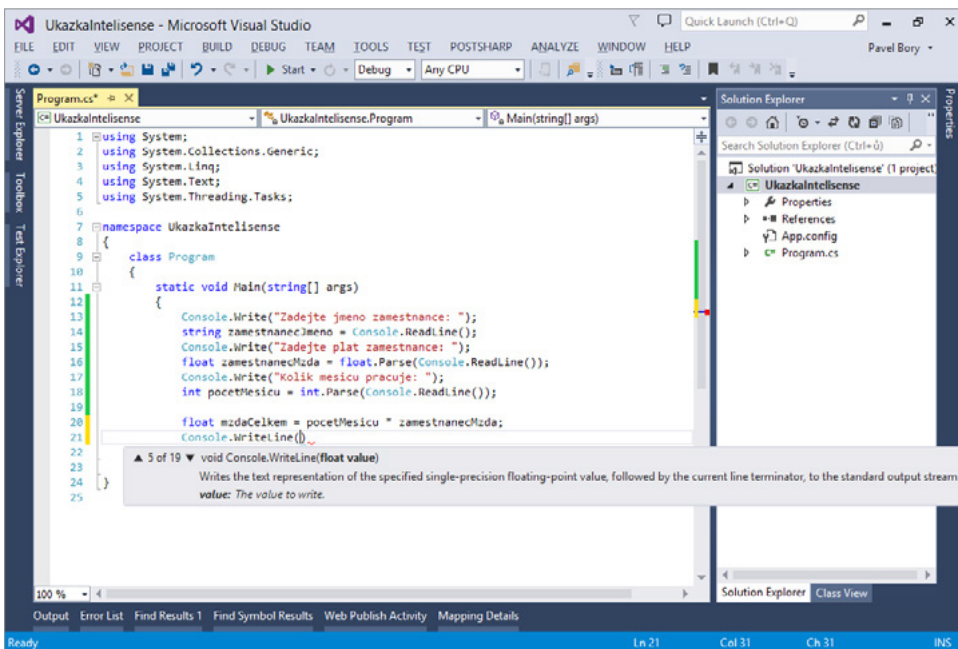 UkazkaIntelisense - Microsoft Visual Studio
Quick Launch (Ctrl+Q)
FILE EDIT VIEW PROJECT BUILD DEBUG TEAM TOOLS TEST POSTSHARP ANALYZE WINDOW HELP
Pavel Bory
Start Debug Any CPU
Server Explorer
Toolbox
Test Explorer
Program.cs*
UkazkaIntelisense UkazkaIntelisense.Program Main(string[] args)
1 using System;
2 using System.Collections.Generic;
3 using System.Linq;
4 using System.Text;
5 using System.Threading.Tasks;
6
7 namespace UkazkaIntelisense
8 {
9 class Program
10 {
11 static void Main(string[] args)
12 {
13 Console.Write("Zadejte jmeno zamestnance: ");
14 string zamestnanecJmeno = Console.ReadLine();
15 Console.Write("Zadejte plat zamestnance: ");
16 float zamestnanecMzda = float.Parse(Console.ReadLine());
17 Console.Write("Kolik mesicu pracuje: ");
18 int pocetMesicu = int.Parse(Console.ReadLine());
19
20 float mzdaCelkem = pocetMesicu * zamestnanecMzda;
21 Console.WriteLine()
22
23
24 }
25
▲ 5 of 19 ▼ void Console.WriteLine(float value)
Writes the text representation of the specified single-precision floating-point value, followed by the current line terminator, to the standard output stream
value: The value to write.
100 %
Solution Explorer
Search Solution Explorer (Ctrl+ů)
Solution 'UkazkaIntelisense' (1 project)
UkazkaIntelisense
Properties
References
App.config
Program.cs
Properties
Solution Explorer Class View
Output Error List Find Results 1 Find Symbol Results Web Publish Activity Mapping Details
Ready Ln 21 Col 31 Ch 31 INS